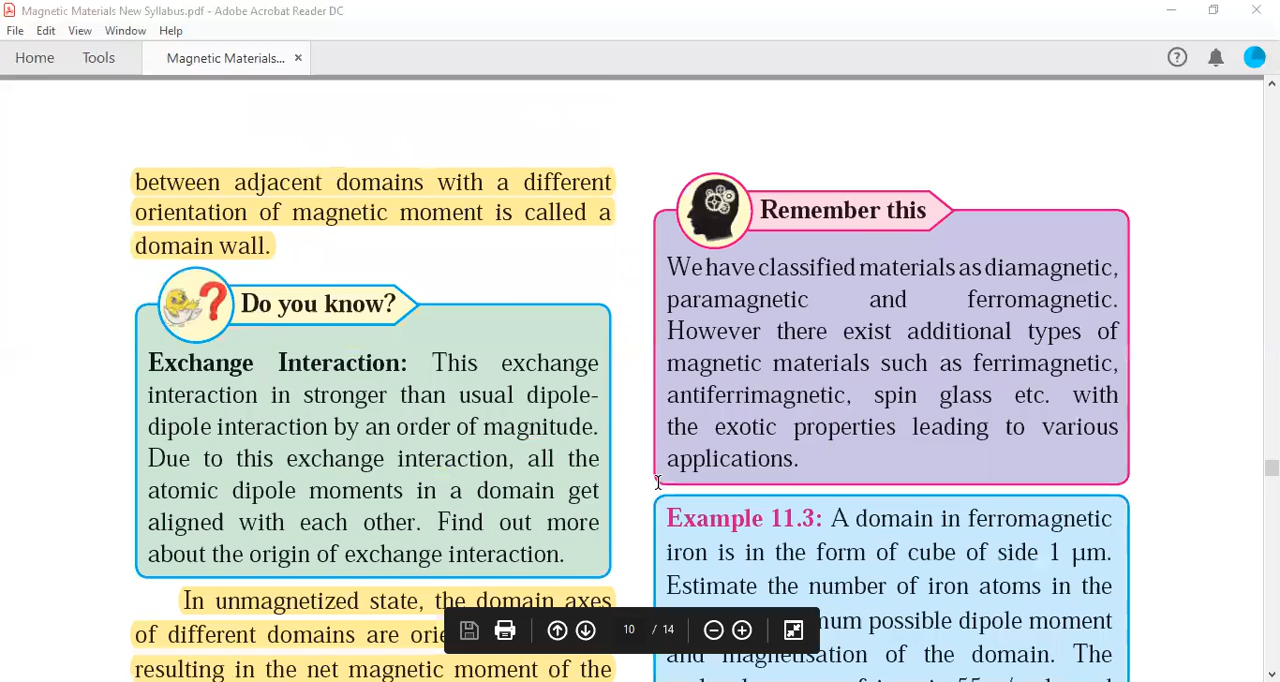 Magnetic Materials New Syllabus.pdf - Adobe Acrobat Reader DC
File Edit View Window Help
Home Tools Magnetic Materials... ×
between adjacent domains with a different
orientation of magnetic moment is called a
domain wall.
Do you know?
Exchange Interaction: This exchange
interaction in stronger than usual dipole-
dipole interaction by an order of magnitude.
Due to this exchange interaction, all the
atomic dipole moments in a domain get
aligned with each other. Find out more
about the origin of exchange interaction.
In unmagnetized state, the domain axes
of different domains are
resulting in the net magnetic moment of the
Remember this
We have classified materials as diamagnetic,
paramagnetic and ferromagnetic.
However there exist additional types of
magnetic materials such as ferrimagnetic,
antiferrimagnetic, spin glass etc. with
the exotic properties leading to various
applications.
Example 11.3: A domain in ferromagnetic
iron is in the form of cube of side 1 μm.
Estimate the number of iron atoms in the
possible dipole moment
and magnetisation of the domain. The
10 / 14